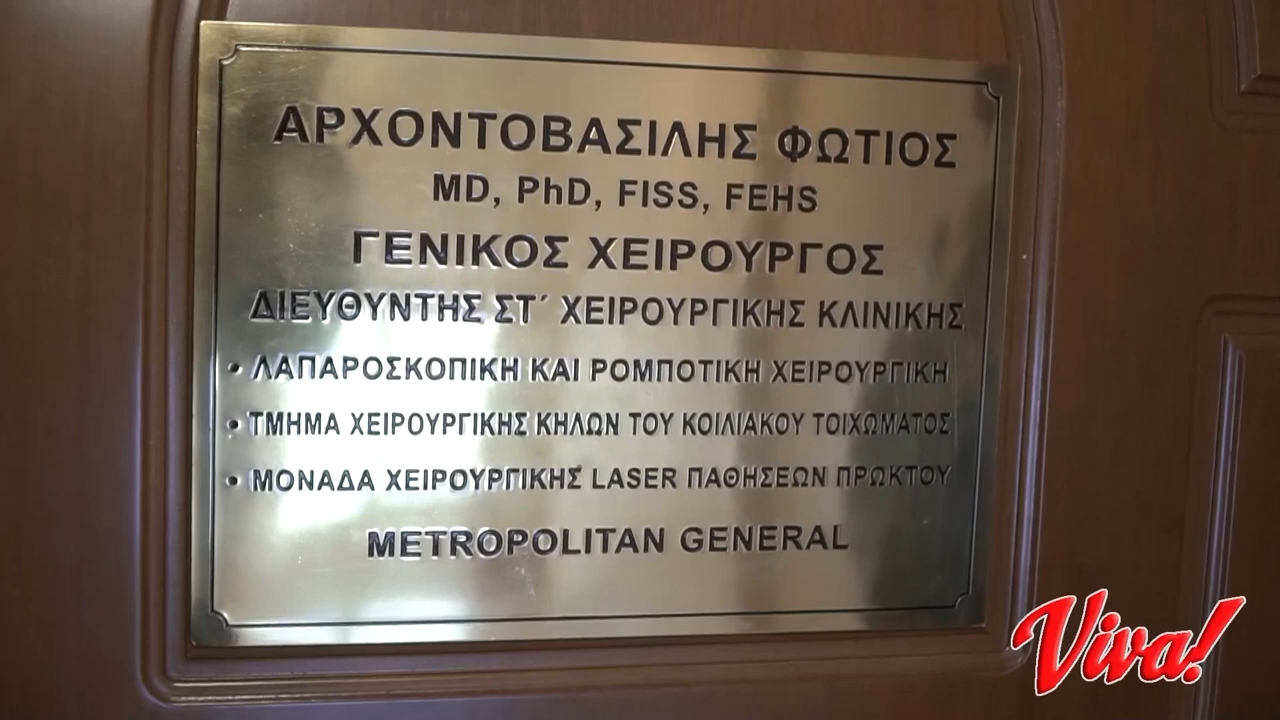 ΑΡΧΟΝΤΟΒΑΣΙΛΗΣ ΦΩΤΙΟΣ
MD, PhD, FISS, FEHS
ΓΕΝΙΚΟΣ ΧΕΙΡΟΥΡΓΟΣ
ΔΙΕΥΘΥΝΤΗΣ ΣΤ΄ ΧΕΙΡΟΥΡΓΙΚΗΣ ΚΛΙΝΙΚΗΣ
• ΛΑΠΑΡΟΣΚΟΠΙΚΗ ΚΑΙ ΡΟΜΠΟΤΙΚΗ ΧΕΙΡΟΥΡΓΙΚΗ
• ΤΜΗΜΑ ΧΕΙΡΟΥΡΓΙΚΗΣ ΚΗΛΩΝ ΤΟΥ ΚΟΙΛΙΑΚΟΥ ΤΟΙΧΩΜΑΤΟΣ
• ΜΟΝΑΔΑ ΧΕΙΡΟΥΡΓΙΚΗΣ LASER ΠΑΘΗΣΕΩΝ ΠΡΩΚΤΟΥ
METROPOLITAN GENERAL
Viva!